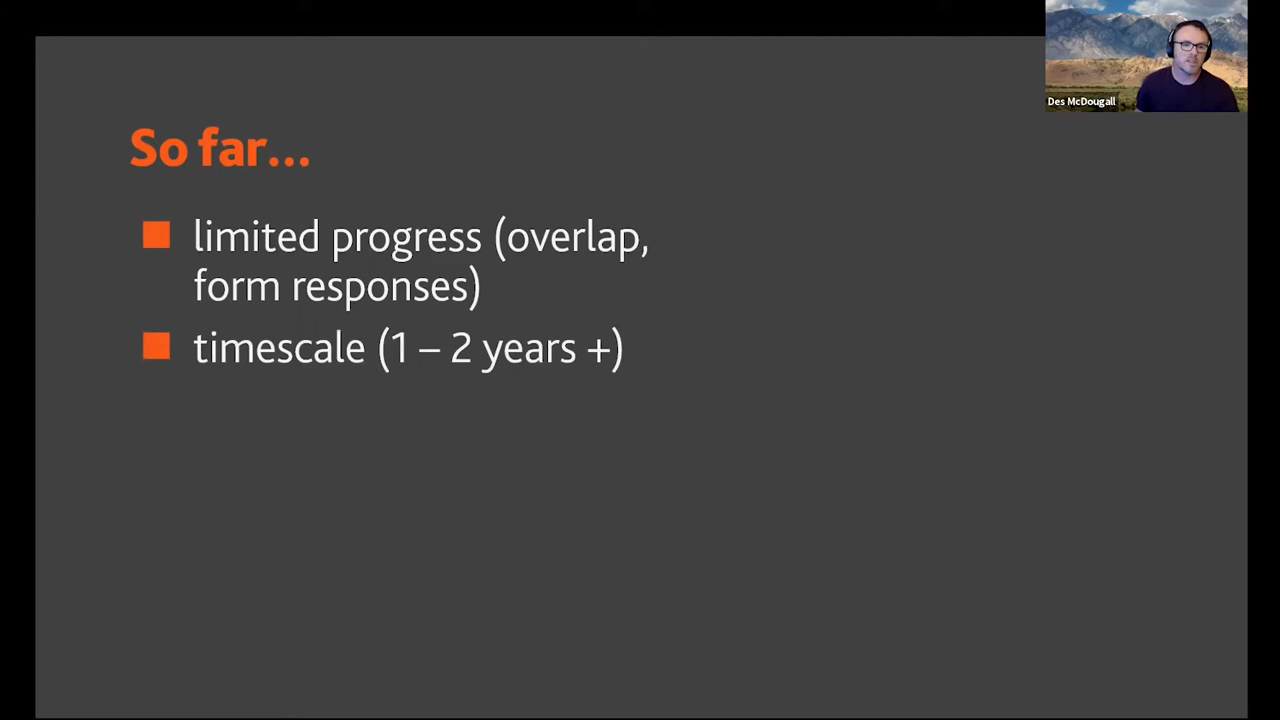 So far...
limited progress (overlap,
form responses)
timescale (1 – 2 years +)
Des McDougall